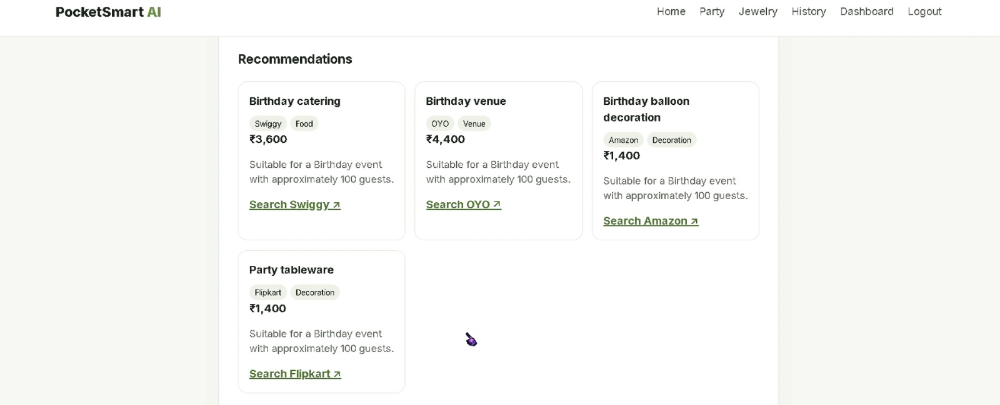 PocketSmart AI
Home Party Jewelry History Dashboard Logout
Recommendations
Birthday catering
Swiggy Food
₹3,600
Suitable for a Birthday event
with approximately 100 guests.
Search Swiggy ↗
Birthday venue
OYO Venue
₹4,400
Suitable for a Birthday event
with approximately 100 guests.
Search OYO ↗
Birthday balloon
decoration
Amazon Decoration
₹1,400
Suitable for a Birthday event
with approximately 100 guests.
Search Amazon ↗
Party tableware
Flipkart Decoration
₹1,400
Suitable for a Birthday event
with approximately 100 guests.
Search Flipkart ↗